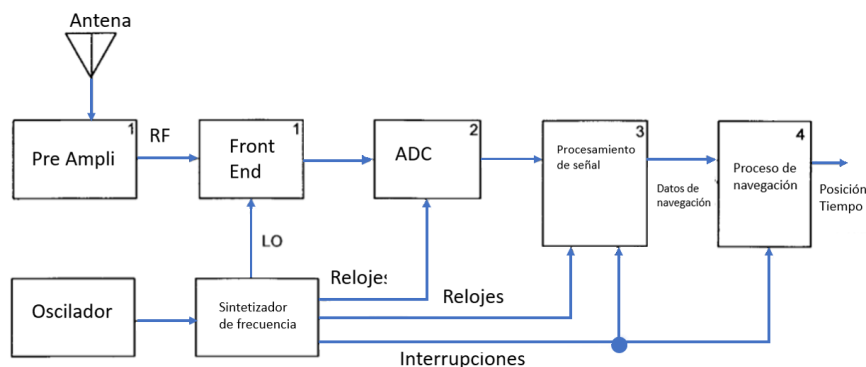 Antena
1
Pre Ampli
RF
1
Front
End
2
ADC
3
Procesamiento
de señal
4
Proceso de
navegación
Datos de
navegación
Posición
Tiempo
LO
Oscilador
Sintetizador
de frecuencia
Relojes
Relojes
Interrupciones